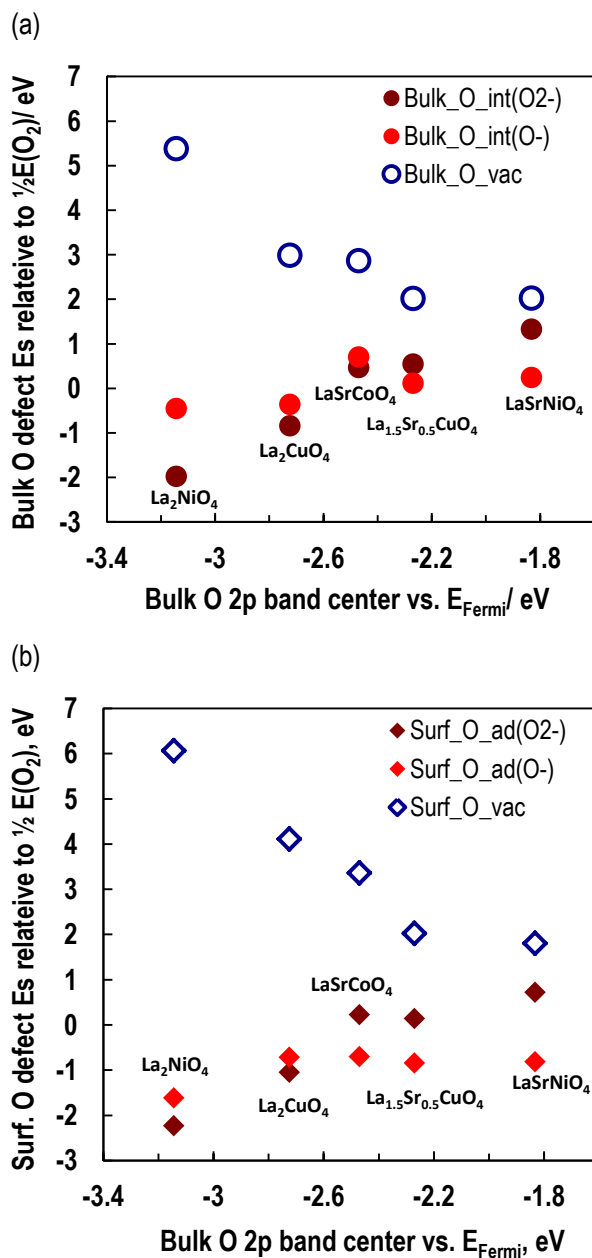 (a)
7
6
5
4
3
2
1
0
-1
-2
-3
Bulk O defect Es relateive to ½E(O₂)/ eV
Bulk_O_int(O2-)
Bulk_O_int(O-)
Bulk_O_vac
LaSrCoO₄
La₁.₅Sr₀.₅CuO₄
LaSrNiO₄
La₂CuO₄
La₂NiO₄
-3.4 -3 -2.6 -2.2 -1.8
Bulk O 2p band center vs. E_Fermi/ eV
(b)
7
6
5
4
3
2
1
0
-1
-2
-3
Surf. O defect Es relateive to ½ E(O₂), eV
Surf_O_ad(O2-)
Surf_O_ad(O-)
Surf_O_vac
LaSrCoO₄
La₂NiO₄
La₂CuO₄
La₁.₅Sr₀.₅CuO₄
LaSrNiO₄
-3.4 -3 -2.6 -2.2 -1.8
Bulk O 2p band center vs. E_Fermi, eV